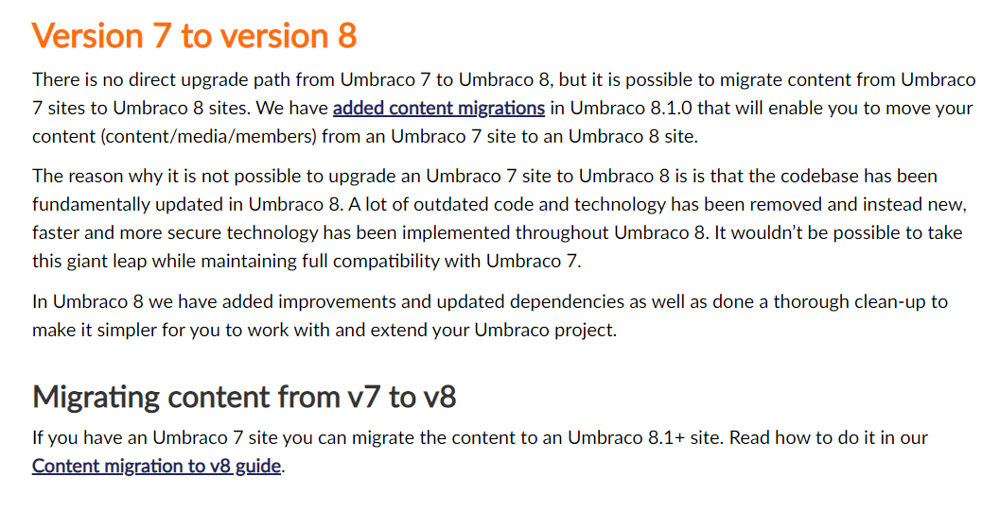 Version 7 to version 8
There is no direct upgrade path from Umbraco 7 to Umbraco 8, but it is possible to migrate content from Umbraco
7 sites to Umbraco 8 sites. We have added content migrations in Umbraco 8.1.0 that will enable you to move your
content (content/media/members) from an Umbraco 7 site to an Umbraco 8 site.
The reason why it is not possible to upgrade an Umbraco 7 site to Umbraco 8 is is that the codebase has been
fundamentally updated in Umbraco 8. A lot of outdated code and technology has been removed and instead new,
faster and more secure technology has been implemented throughout Umbraco 8. It wouldn’t be possible to take
this giant leap while maintaining full compatibility with Umbraco 7.
In Umbraco 8 we have added improvements and updated dependencies as well as done a thorough clean-up to
make it simpler for you to work with and extend your Umbraco project.
Migrating content from v7 to v8
If you have an Umbraco 7 site you can migrate the content to an Umbraco 8.1+ site. Read how to do it in our
Content migration to v8 guide.